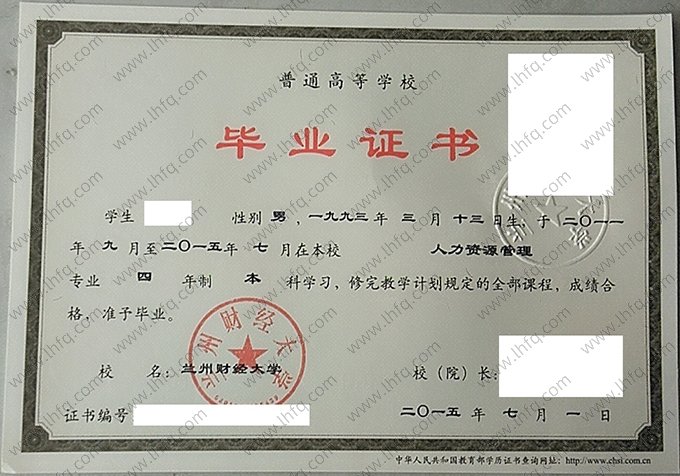 普通高等学校
毕业证书
学生 性别 男，一九九三年 三 月 十三日生，于 二〇一一
年 九 月至二〇一五年 七 月在本校 人力资源管理
专业 四 年制 本 科学习，修完教学计划规定的全部课程，成绩合
格，准予毕业。
兰州财经大学
校 名：兰州财经大学 校（院）长：
证书编号 二〇一五 年 七 月 一 日
中华人民共和国教育部学历证书查询网址：http://www.chsi.com.cn
www.lhfq.com